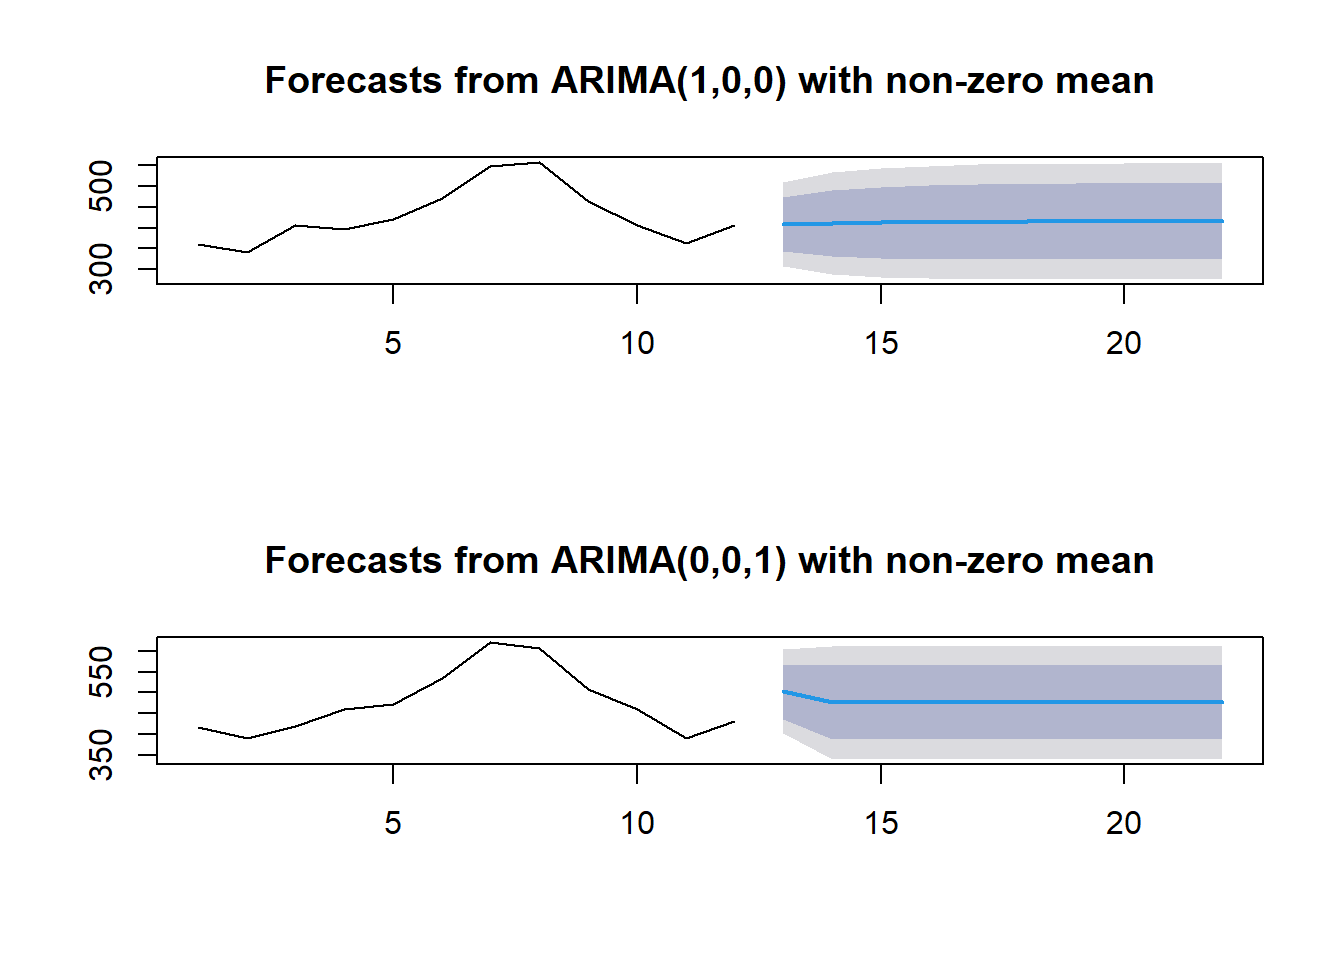 Forecasts from ARIMA(1,0,0) with non-zero mean
500
300
5 10 15 20
Forecasts from ARIMA(0,0,1) with non-zero mean
550
350
5 10 15 20